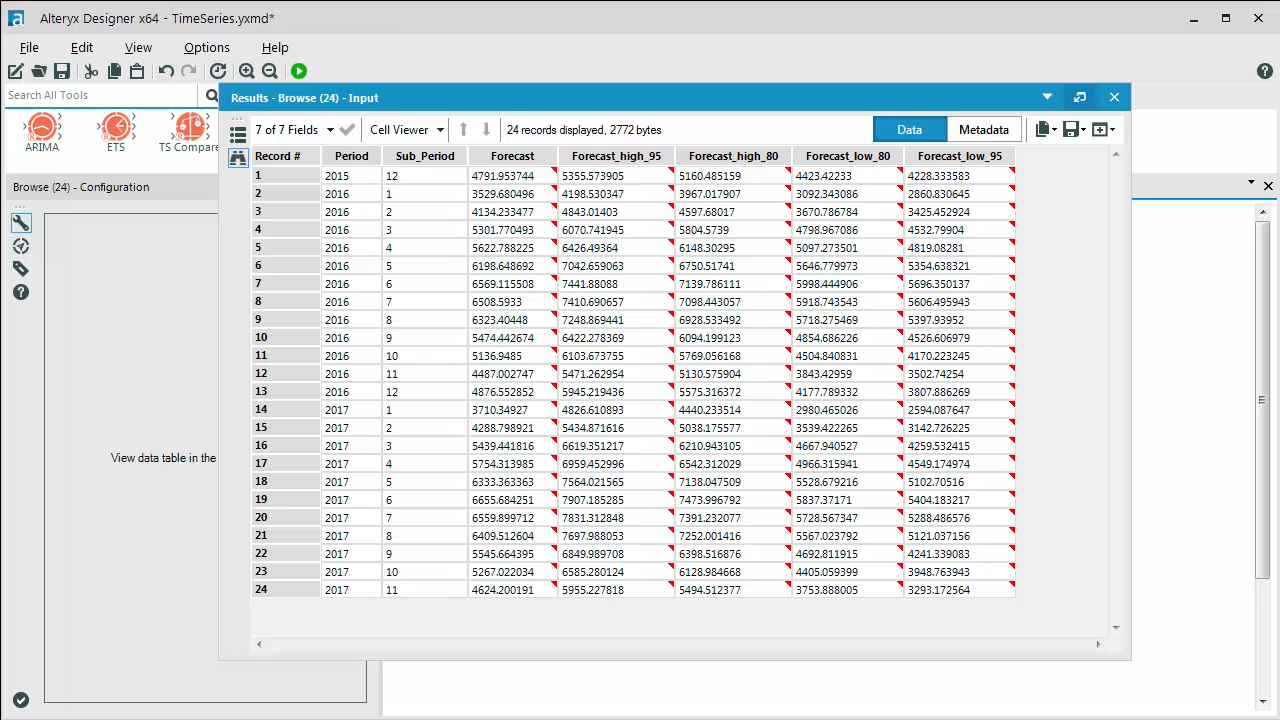 a Alteryx Designer x64 - TimeSeries.yxmd*
File Edit View Options Help
Search All Tools
ARIMA ETS TS Compare
Browse (24) - Configuration
View data table in the
Results - Browse (24) - Input
7 of 7 Fields Cell Viewer 24 records displayed, 2772 bytes Data Metadata
Record # Period Sub_Period Forecast Forecast_high_95 Forecast_high_80 Forecast_low_80 Forecast_low_95
1 2015 12 4791.953744 5355.573905 5160.485159 4423.42233 4228.333583
2 2016 1 3529.680496 4198.530347 3967.017907 3092.343086 2860.830645
3 2016 2 4134.233477 4843.01403 4597.68017 3670.786784 3425.452924
4 2016 3 5301.770493 6070.741945 5804.5739 4798.967086 4532.79904
5 2016 4 5622.788225 6426.49364 6148.30295 5097.273501 4819.08281
6 2016 5 6198.648692 7042.659063 6750.51741 5646.779973 5354.638321
7 2016 6 6569.115508 7441.88088 7139.786111 5998.444906 5696.350137
8 2016 7 6508.5933 7410.690657 7098.443057 5918.743543 5606.495943
9 2016 8 6323.40448 7248.869441 6928.533492 5718.275469 5397.93952
10 2016 9 5474.442674 6422.278369 6094.199123 4854.686226 4526.606979
11 2016 10 5136.9485 6103.673755 5769.056168 4504.840831 4170.223245
12 2016 11 4487.002747 5471.262954 5130.575904 3843.42959 3502.74254
13 2016 12 4876.552852 5945.219436 5575.316372 4177.789332 3807.886269
14 2017 1 3710.34927 4826.610893 4440.233514 2980.465026 2594.087647
15 2017 2 4288.798921 5434.871616 5038.175577 3539.422265 3142.726225
16 2017 3 5439.441816 6619.351217 6210.943105 4667.940527 4259.532415
17 2017 4 5754.313985 6959.452996 6542.312029 4966.315941 4549.174974
18 2017 5 6333.363363 7564.021565 7138.047509 5528.679216 5102.70516
19 2017 6 6655.684251 7907.185285 7473.996792 5837.37171 5404.183217
20 2017 7 6559.899712 7831.312848 7391.232077 5728.567347 5288.486576
21 2017 8 6409.512604 7697.988053 7252.001416 5567.023792 5121.037156
22 2017 9 5545.664395 6849.989708 6398.516876 4692.811915 4241.339083
23 2017 10 5267.022034 6585.280124 6128.984668 4405.059399 3948.763943
24 2017 11 4624.200191 5955.227818 5494.512377 3753.888005 3293.172564